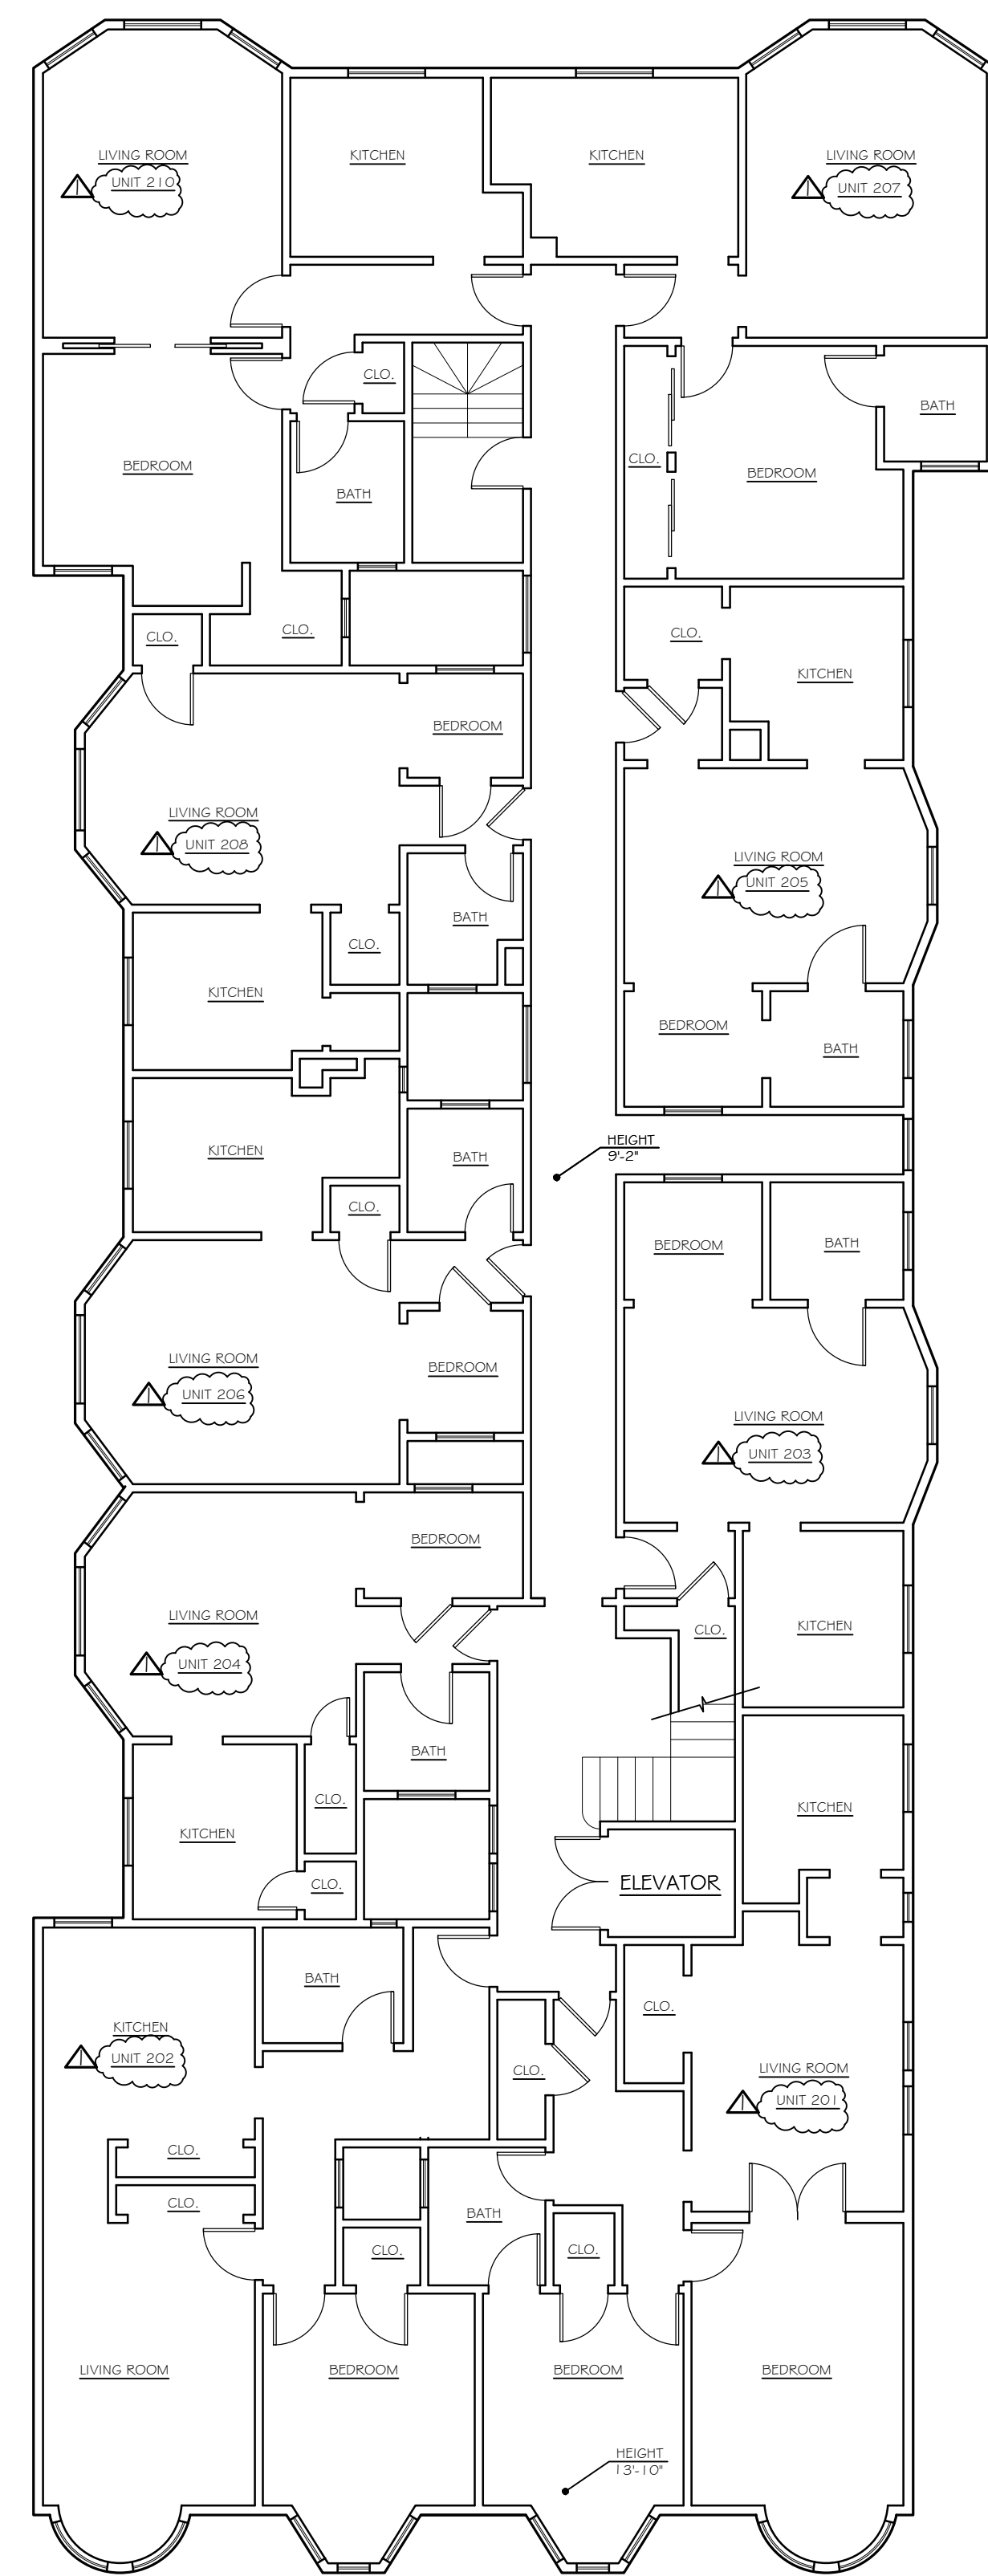 LIVING ROOM
UNIT 210
KITCHEN
KITCHEN
LIVING ROOM
UNIT 207
CLO.
BATH
BEDROOM
BATH
CLO.
BEDROOM
CLO.
CLO.
CLO.
KITCHEN
BEDROOM
LIVING ROOM
UNIT 208
LIVING ROOM
UNIT 205
BATH
CLO.
KITCHEN
BEDROOM
BATH
KITCHEN
BATH
HEIGHT
9'-2"
CLO.
BEDROOM
BATH
LIVING ROOM
UNIT 206
BEDROOM
LIVING ROOM
UNIT 203
BEDROOM
LIVING ROOM
UNIT 204
CLO.
KITCHEN
BATH
CLO.
KITCHEN
KITCHEN
CLO.
ELEVATOR
BATH
KITCHEN
UNIT 202
CLO.
CLO.
LIVING ROOM
UNIT 201
CLO.
CLO.
BATH
CLO.
CLO.
LIVING ROOM
BEDROOM
BEDROOM
BEDROOM
HEIGHT
13'-10"